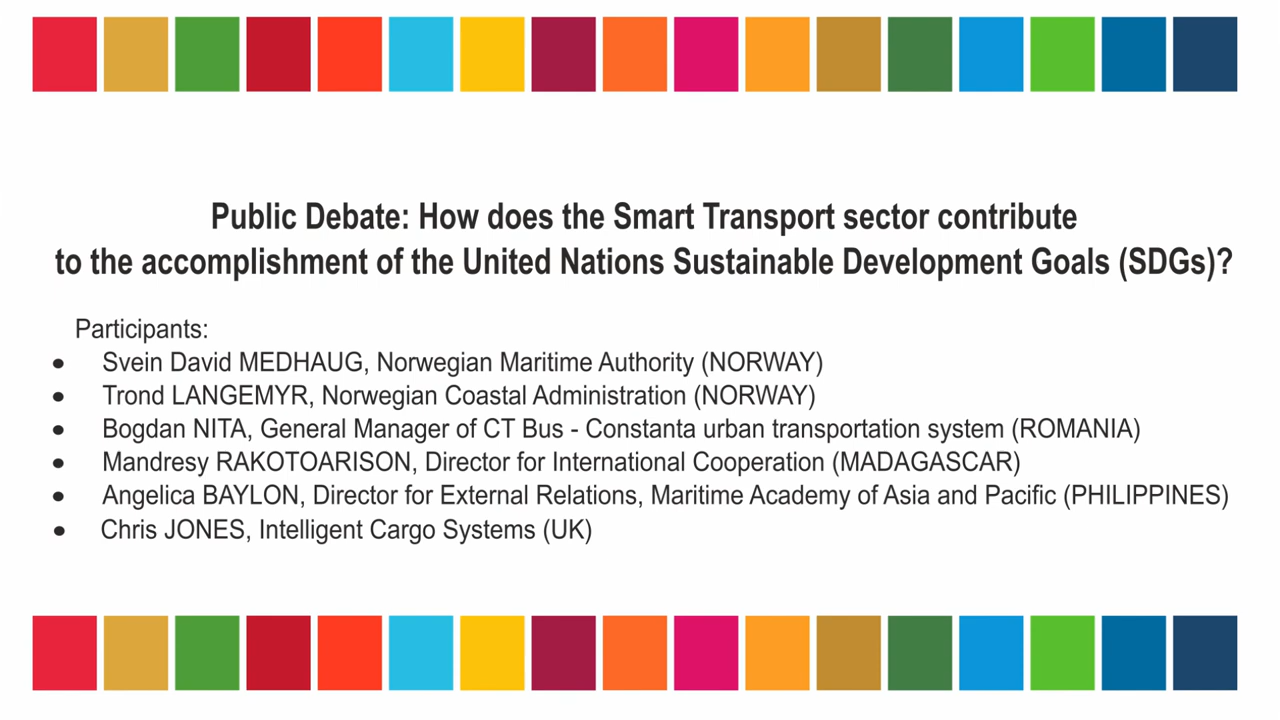 Public Debate: How does the Smart Transport sector contribute
to the accomplishment of the United Nations Sustainable Development Goals (SDGs)?
Participants:
● Svein David MEDHAUG, Norwegian Maritime Authority (NORWAY)
● Trond LANGEMYR, Norwegian Coastal Administration (NORWAY)
● Bogdan NITA, General Manager of CT Bus - Constanta urban transportation system (ROMANIA)
● Mandresy RAKOTOARISON, Director for International Cooperation (MADAGASCAR)
● Angelica BAYLON, Director for External Relations, Maritime Academy of Asia and Pacific (PHILIPPINES)
● Chris JONES, Intelligent Cargo Systems (UK)